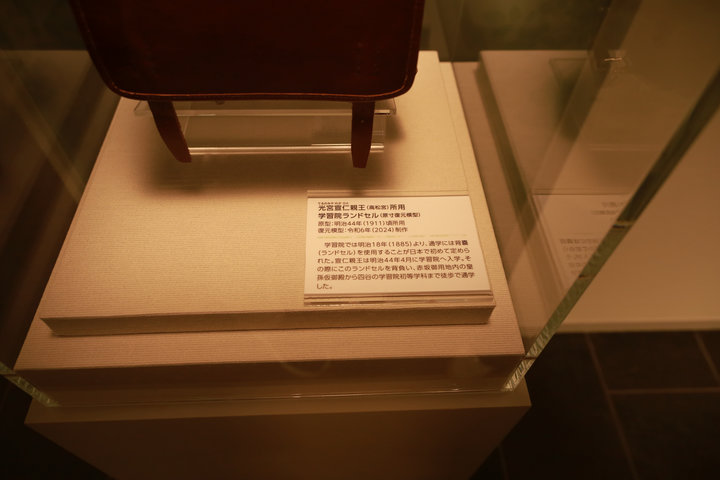 光宮宣仁親王(高松宮)所用
学習院ランドセル(原寸復元模型)
原型:明治44年(1911)頃所用
復元模型:令和6年(2024)制作
学習院では明治18年(1885)より、通学には背嚢
(ランドセル)を使用することが日本で初めて定めら
れた。宣仁親王は明治44年4月に学習院へ入学。そ
の際にこのランドセルを背負い、赤坂御用地内の皇
孫仮御殿から四谷の学習院初等学科まで徒歩で通学
した。